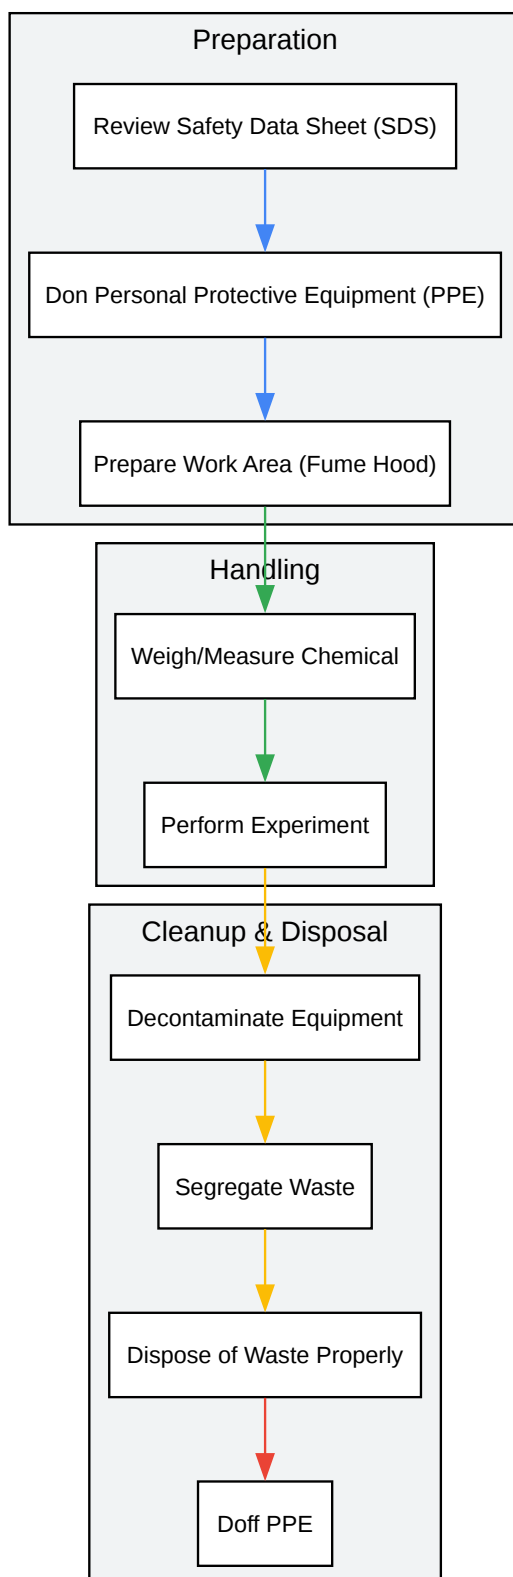 Preparation
Review Safety Data Sheet (SDS)
Don Personal Protective Equipment (PPE)
Prepare Work Area (Fume Hood)
Handling
Weigh/Measure Chemical
Perform Experiment
Cleanup & Disposal
Decontaminate Equipment
Segregate Waste
Dispose of Waste Properly
Doff PPE